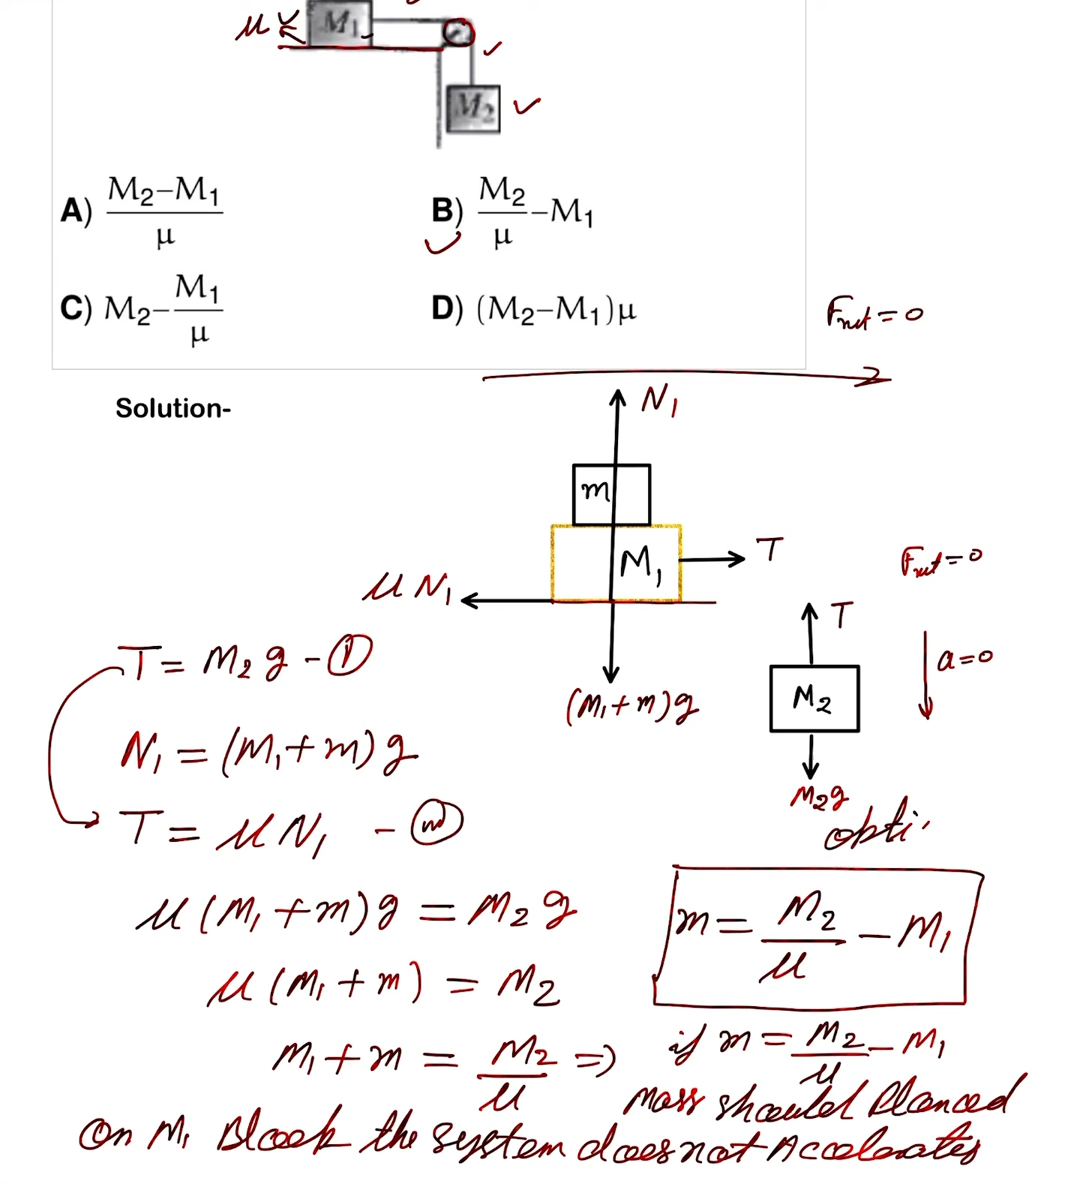 μ M₁
M₂
A) (M₂–M₁)/μ B) M₂/μ –M₁
C) M₂– M₁/μ D) (M₂–M₁)μ
Fnet = 0
Solution-
N₁
m
M₁ T
Fnet = 0
μN₁
T
T = M₂g - ①
a = 0
M₂
(M₁+m)g
N₁ = (M₁+m)g
M₂g
T = μN₁ -
opti.
μ(M₁+m)g = M₂g
m = M₂/μ – M₁
μ(M₁+m) = M₂
M₁+m = M₂/μ ⇒ if m = M₂/μ – M₁
mass should Planced
On M₁ Block the system does not Accelerates